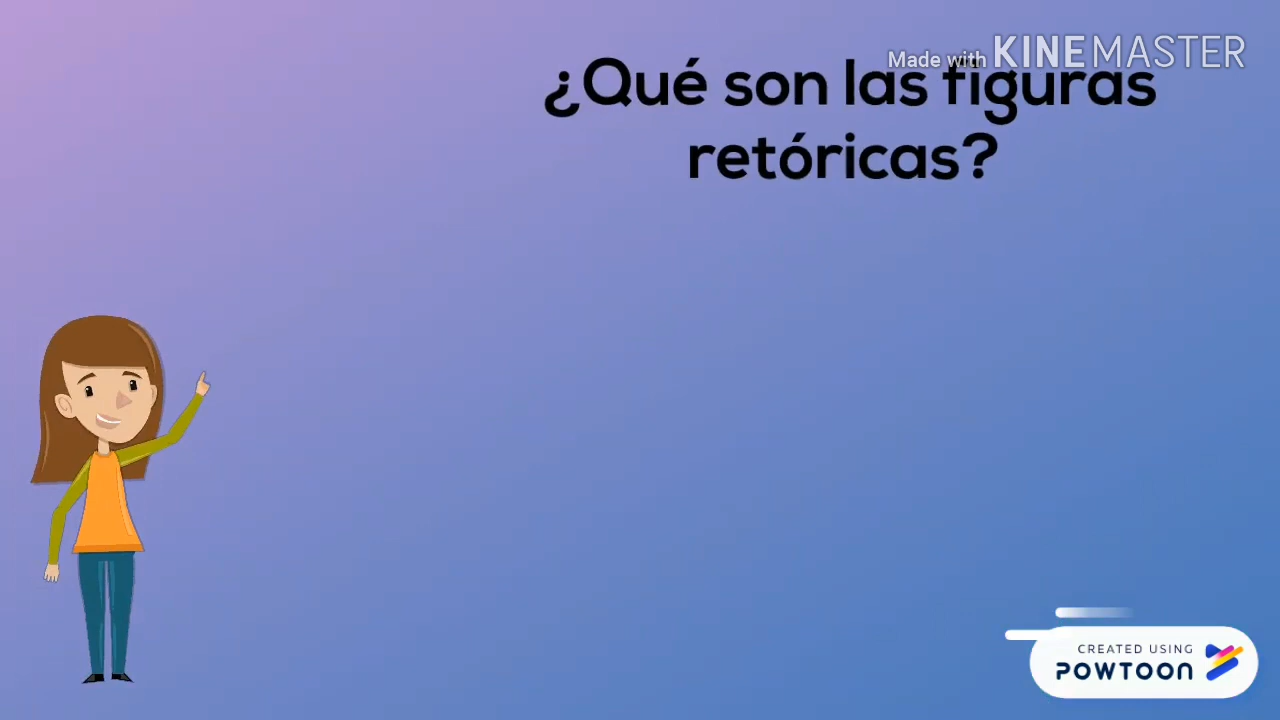 Made with KINEMASTER
¿Qué son las figuras
retóricas?
CREATED USING
POWTOON